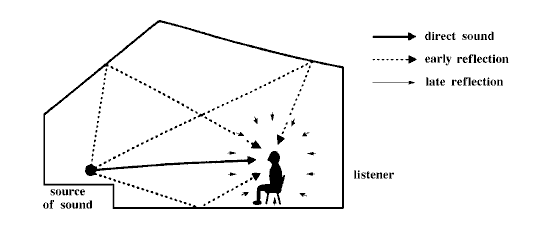 direct sound
early reflection
late reflection
listener
source
of sound